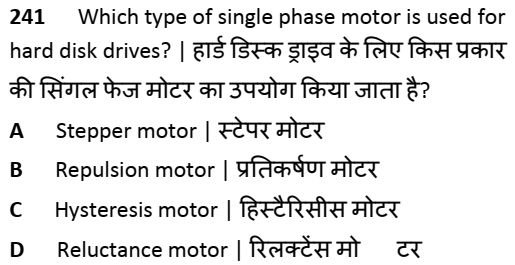 241 Which type of single phase motor is used for
hard disk drives? | हार्ड डिस्क ड्राइव के लिए किस प्रकार
की सिंगल फेज मोटर का उपयोग किया जाता है?
A Stepper motor | स्टेपर मोटर
B Repulsion motor | प्रतिकर्षण मोटर
C Hysteresis motor | हिस्टैरिसीस मोटर
D Reluctance motor | रिलक्टेंस मो टर